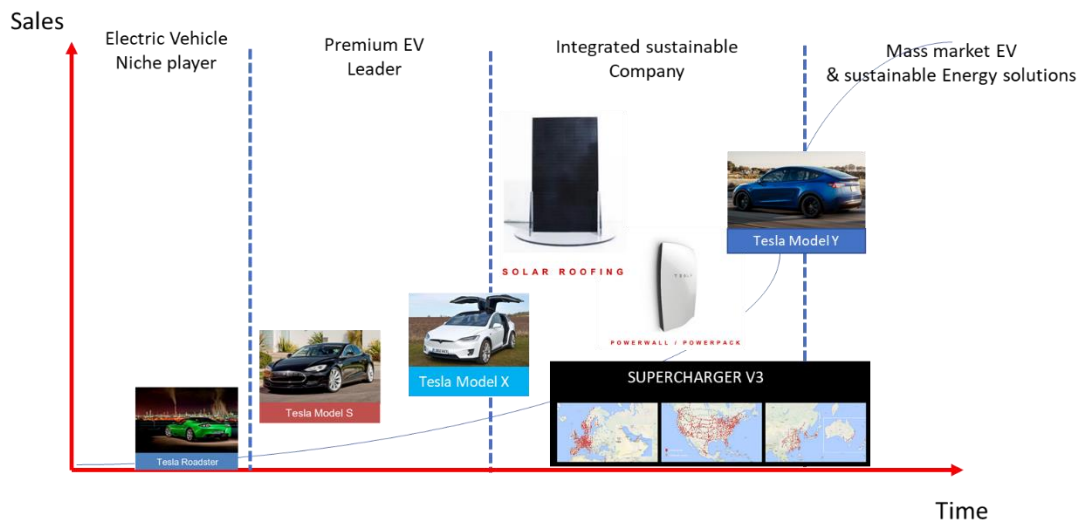 Sales
Electric Vehicle
Niche player
Premium EV
Leader
Integrated sustainable
Company
Mass market EV
& sustainable Energy solutions
SOLAR ROOFING
TESLA
POWERWALL / POWERPACK
Tesla Model Y
Tesla Model X
Tesla Model S
Tesla Roadster
SUPERCHARGER V3
Time